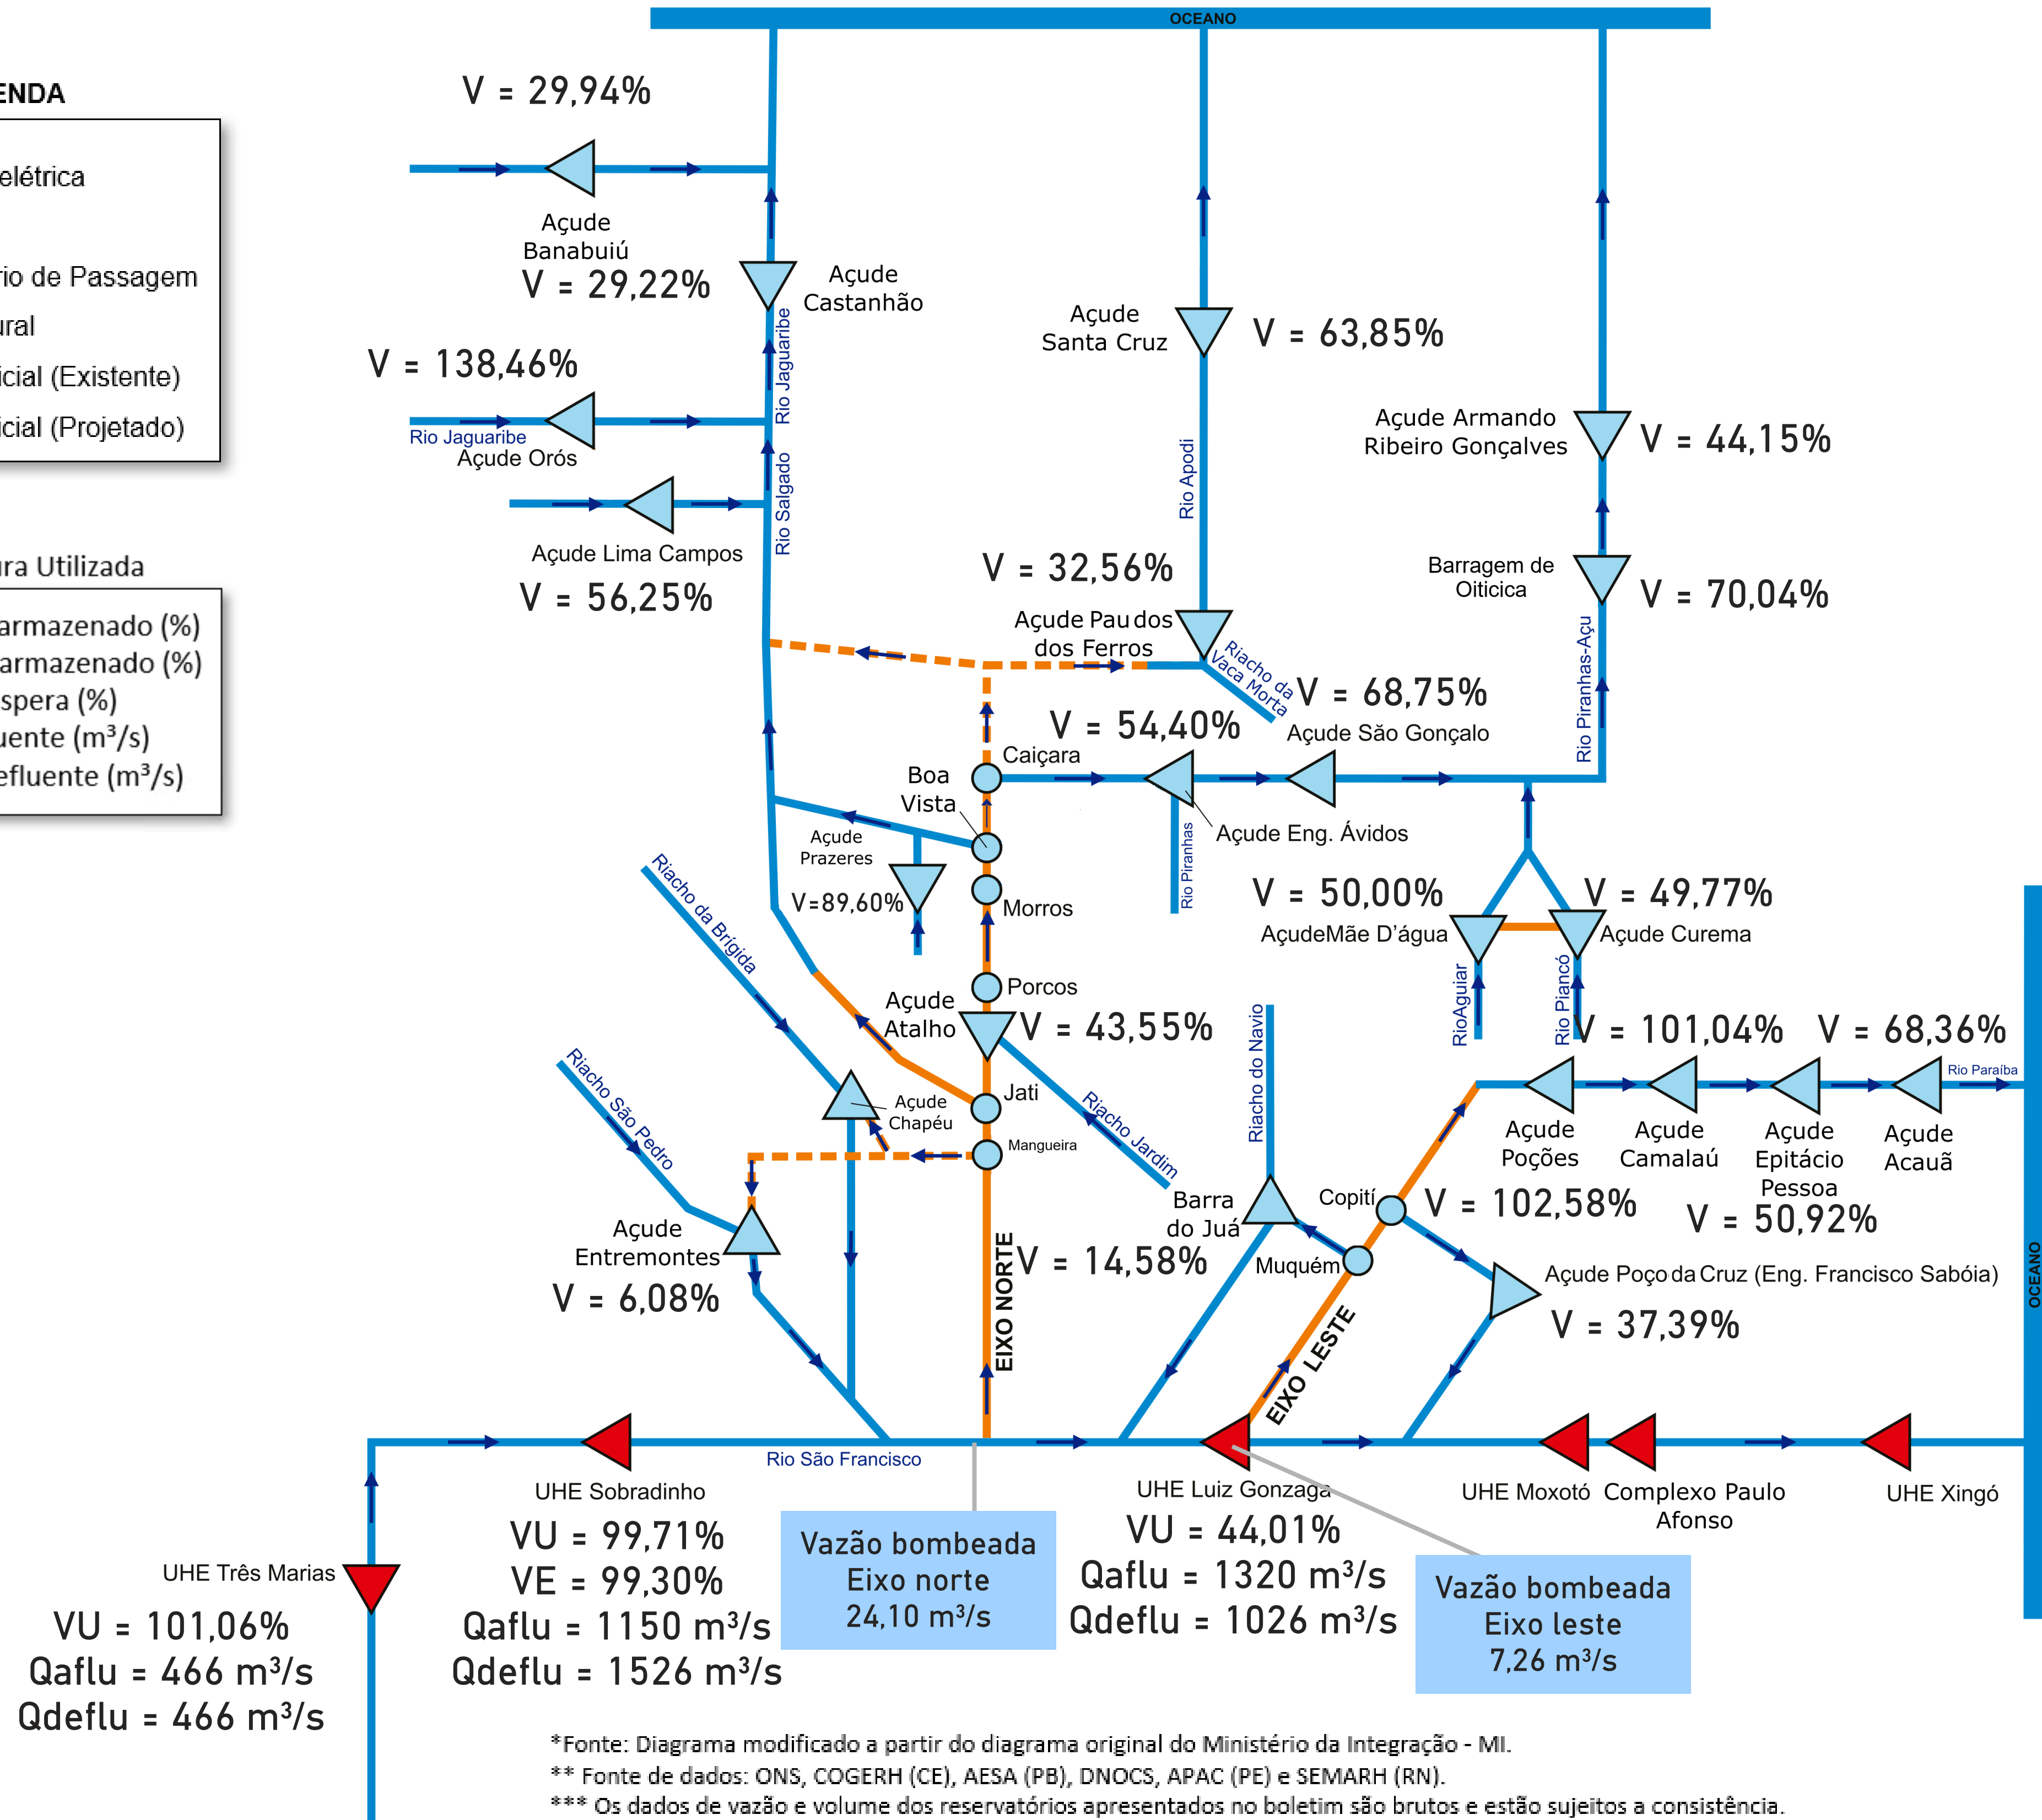 OCEANO
ENDA
elétrica
rio de Passagem
ural
icial (Existente)
icial (Projetado)
ura Utilizada
armazenado (%)
armazenado (%)
spera (%)
uente (m³/s)
efluente (m³/s)
V = 29,94%
Açude
Banabuiú
V = 29,22%
Açude
Castanhão
Rio Jaguaribe
V = 138,46%
Rio Jaguaribe
Açude Orós
Rio Salgado
Açude Lima Campos
V = 56,25%
Açude
Santa Cruz
V = 63,85%
Rio Apodi
Açude Armando
Ribeiro Gonçalves
V = 44,15%
Barragem de
Oiticica
V = 70,04%
Rio Piranhas-Açu
V = 32,56%
Açude Pau dos
dos Ferros
Riacho da
Vaca Morta
V = 68,75%
Açude São Gonçalo
V = 54,40%
Caiçara
Boa
Vista
Açude Eng. Ávidos
Rio Piranhas
Açude
Prazeres
V=89,60%
Morros
V = 50,00%
AçudeMãe D'água
V = 49,77%
Açude Curema
RioAguiar
Rio Piancó
Riacho da Brígida
Porcos
Açude
Atalho
V = 43,55%
Riacho São Pedro
Açude
Chapéu
Jati
Mangueira
Riacho Jardim
Riacho do Navio
V = 101,04%
V = 68,36%
Rio Paraíba
Açude
Poções
Açude
Camalaú
Açude
Epitácio
Pessoa
Açude
Acauã
V = 102,58%
V = 50,92%
Barra
do Juá
Copití
Muquém
V = 14,58%
Açude
Entremontes
V = 6,08%
EIXO NORTE
EIXO LESTE
Açude Poço da Cruz (Eng. Francisco Sabóia)
V = 37,39%
OCEANO
Rio São Francisco
UHE Sobradinho
VU = 99,71%
VE = 99,30%
Qaflu = 1150 m³/s
Qdeflu = 1526 m³/s
Vazão bombeada
Eixo norte
24,10 m³/s
UHE Luiz Gonzaga
VU = 44,01%
Qaflu = 1320 m³/s
Qdeflu = 1026 m³/s
Vazão bombeada
Eixo leste
7,26 m³/s
UHE Moxotó
Complexo Paulo
Afonso
UHE Xingó
UHE Três Marias
VU = 101,06%
Qaflu = 466 m³/s
Qdeflu = 466 m³/s
*Fonte: Diagrama modificado a partir do diagrama original do Ministério da Integração - MI.
** Fonte de dados: ONS, COGERH (CE), AESA (PB), DNOCS, APAC (PE) e SEMARH (RN).
*** Os dados de vazão e volume dos reservatórios apresentados no boletim são brutos e estão sujeitos a consistência.